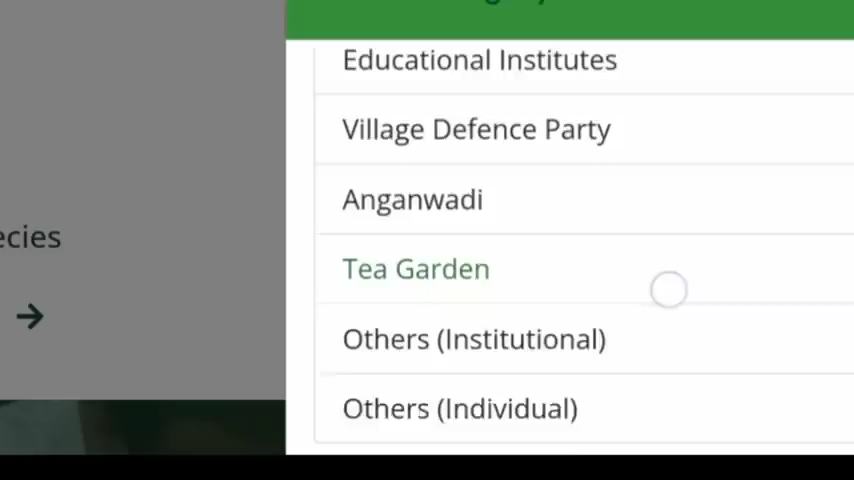 Educational Institutes
Village Defence Party
Anganwadi
ecies
Tea Garden
Others (Institutional)
Others (Individual)